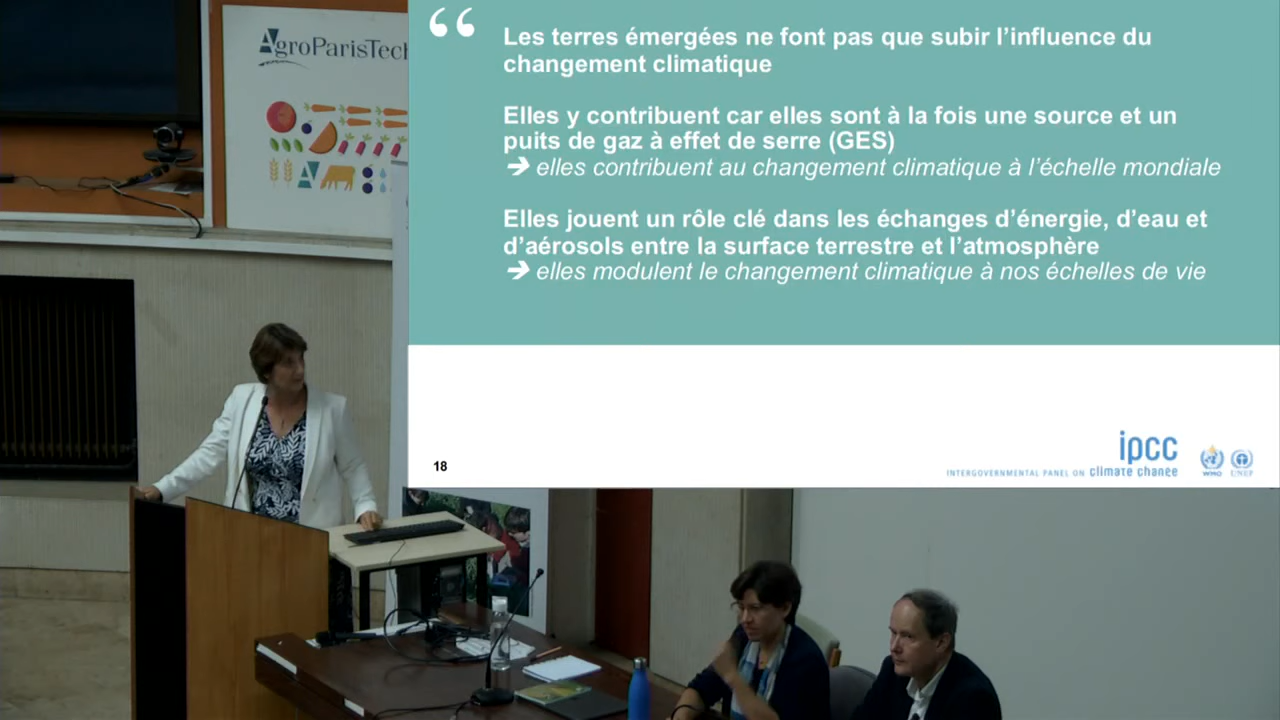 AgroParisTech
“
Les terres émergées ne font pas que subir l’influence du
changement climatique
Elles y contribuent car elles sont à la fois une source et un
puits de gaz à effet de serre (GES)
➔ elles contribuent au changement climatique à l’échelle mondiale
Elles jouent un rôle clé dans les échanges d’énergie, d’eau et
d’aérosols entre la surface terrestre et l’atmosphère
➔ elles modulent le changement climatique à nos échelles de vie
18
ipcc
INTERGOVERNMENTAL PANEL ON climate change
WMO UNEP